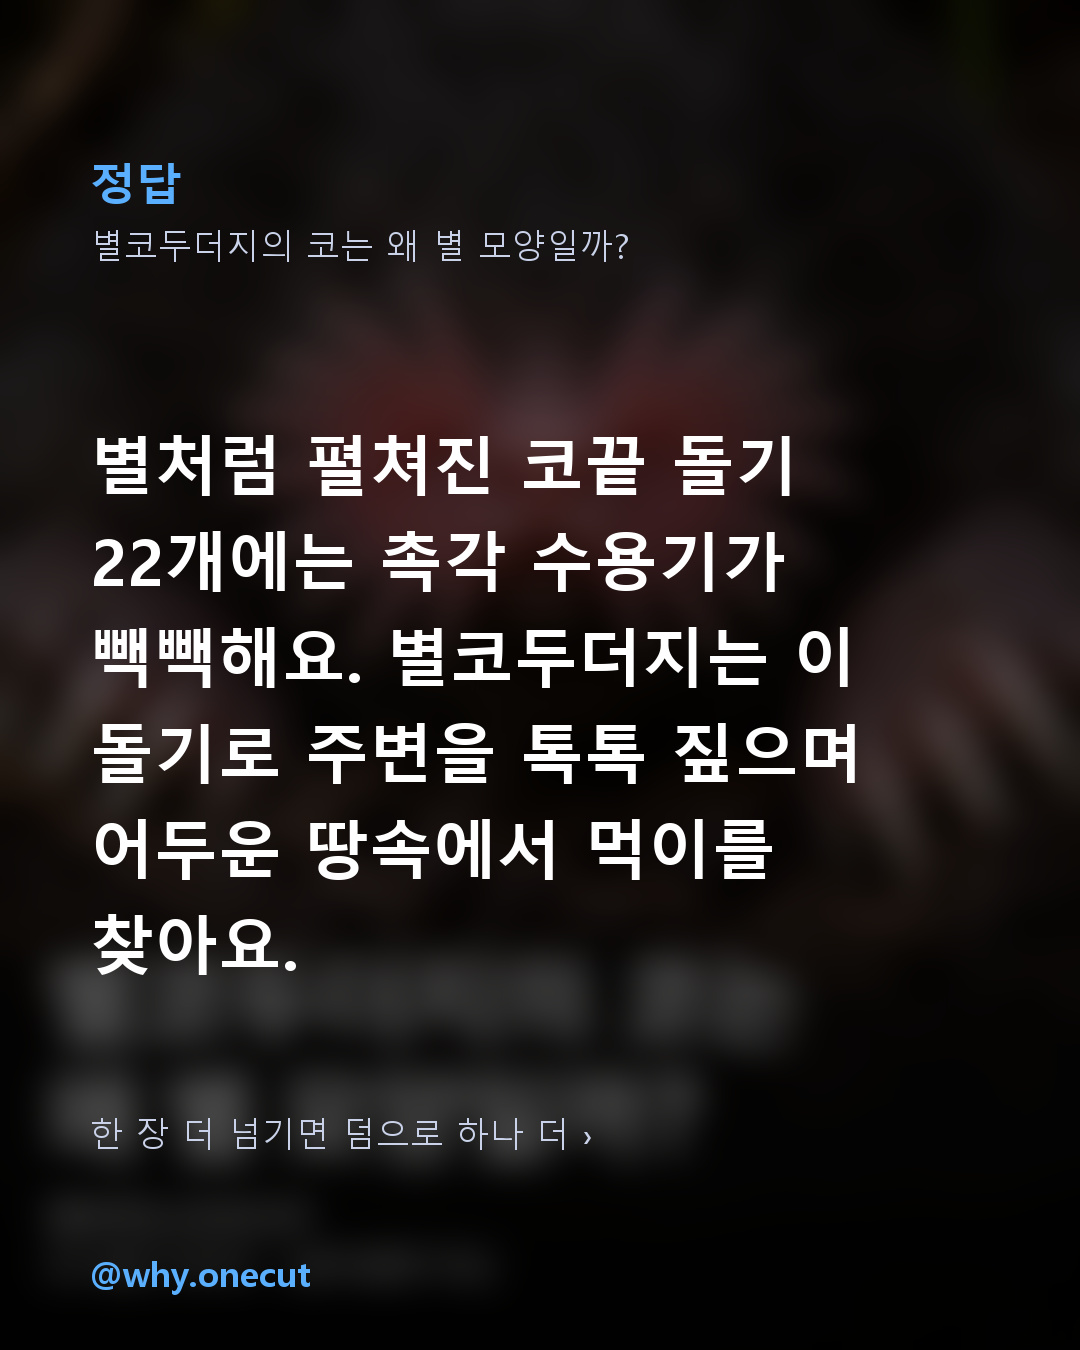 정답
별코두더지의 코는 왜 별 모양일까?
별처럼 펼쳐진 코끝 돌기
22개에는 촉각 수용기가
빽빽해요. 별코두더지는 이
돌기로 주변을 톡톡 짚으며
어두운 땅속에서 먹이를
찾아요.
한 장 더 넘기면 덤으로 하나 더 ›
@why.onecut